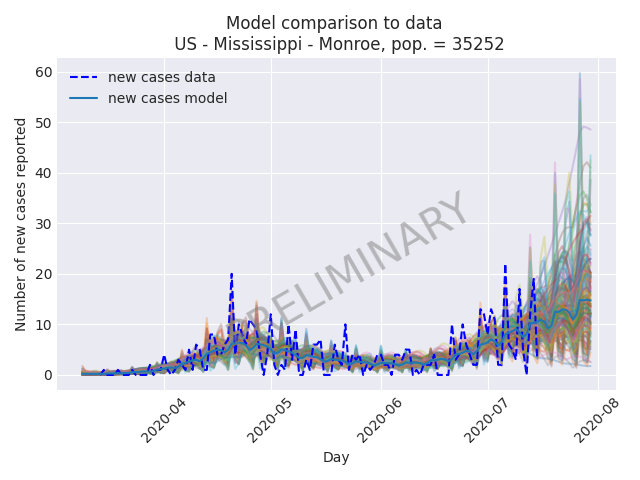 Model comparison to data
US - Mississippi - Monroe, pop. = 35252
new cases data
new cases model
Number of new cases reported
60
50
40
30
20
10
0
PRELIMINARY
2020-04
2020-05
2020-06
2020-07
2020-08
Day